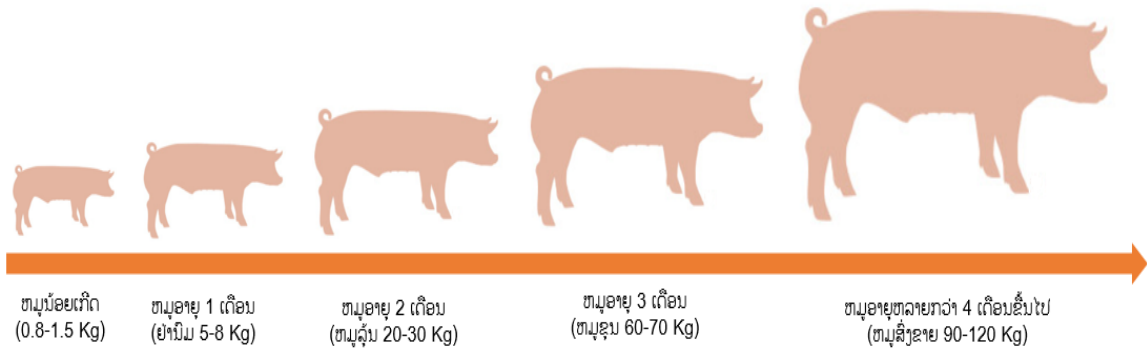 ຫມູນ້ອຍເກີດ
(0.8-1.5 Kg)
ຫມູອາຍຸ 1 ເດືອນ
(ຢ່ານົມ 5-8 Kg)
ຫມູອາຍຸ 2 ເດືອນ
(ຫມູລຸ້ນ 20-30 Kg)
ຫມູອາຍຸ 3 ເດືອນ
(ຫມູຂຸນ 60-70 Kg)
ຫມູອາຍຸຫລາຍກວ່າ 4 ເດືອນຂຶ້ນໄປ
(ຫມູສົ່ງຂາຍ 90-120 Kg)